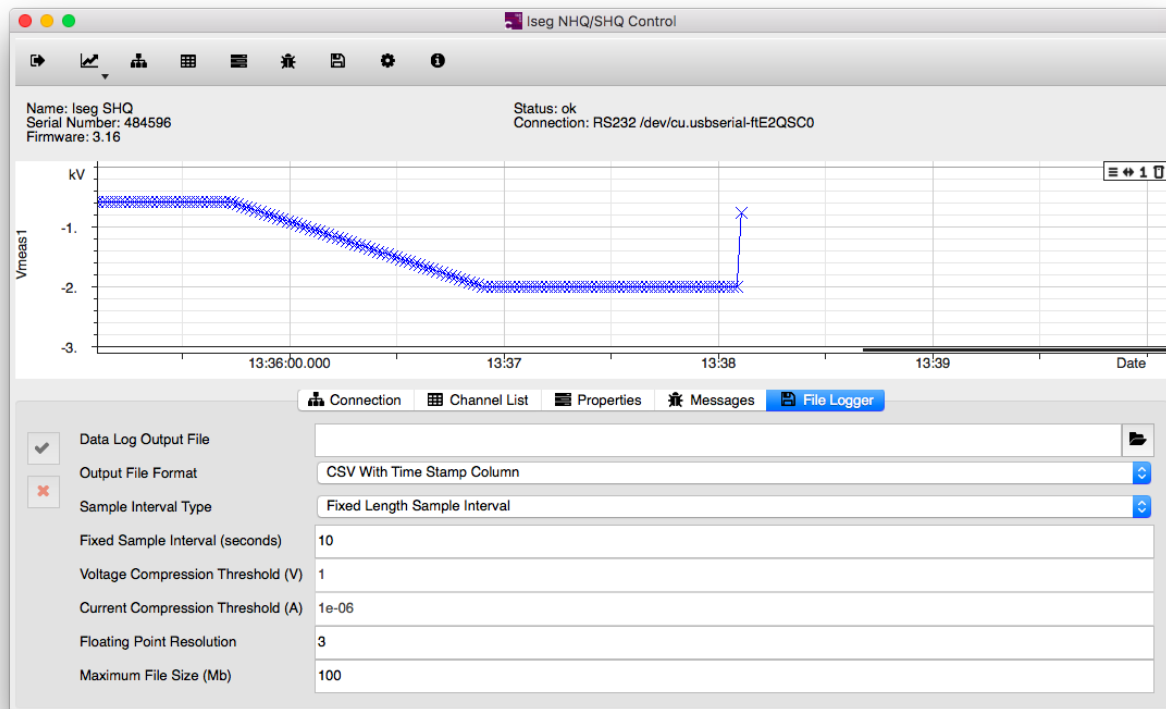 Iseg NHQ/SHQ Control
Name: Iseg SHQ
Serial Number: 484596
Firmware: 3.16
Status: ok
Connection: RS232 /dev/cu.usbserial-ftE2QSC0
kV
1
-1.
Vmeas1
-2.
-3.
13:36:00.000
13:37
13:38
13:39
Date
Connection
Channel List
Properties
Messages
File Logger
Data Log Output File
Output File Format
CSV With Time Stamp Column
Sample Interval Type
Fixed Length Sample Interval
Fixed Sample Interval (seconds)
10
Voltage Compression Threshold (V)
1
Current Compression Threshold (A)
1e-06
Floating Point Resolution
3
Maximum File Size (Mb)
100